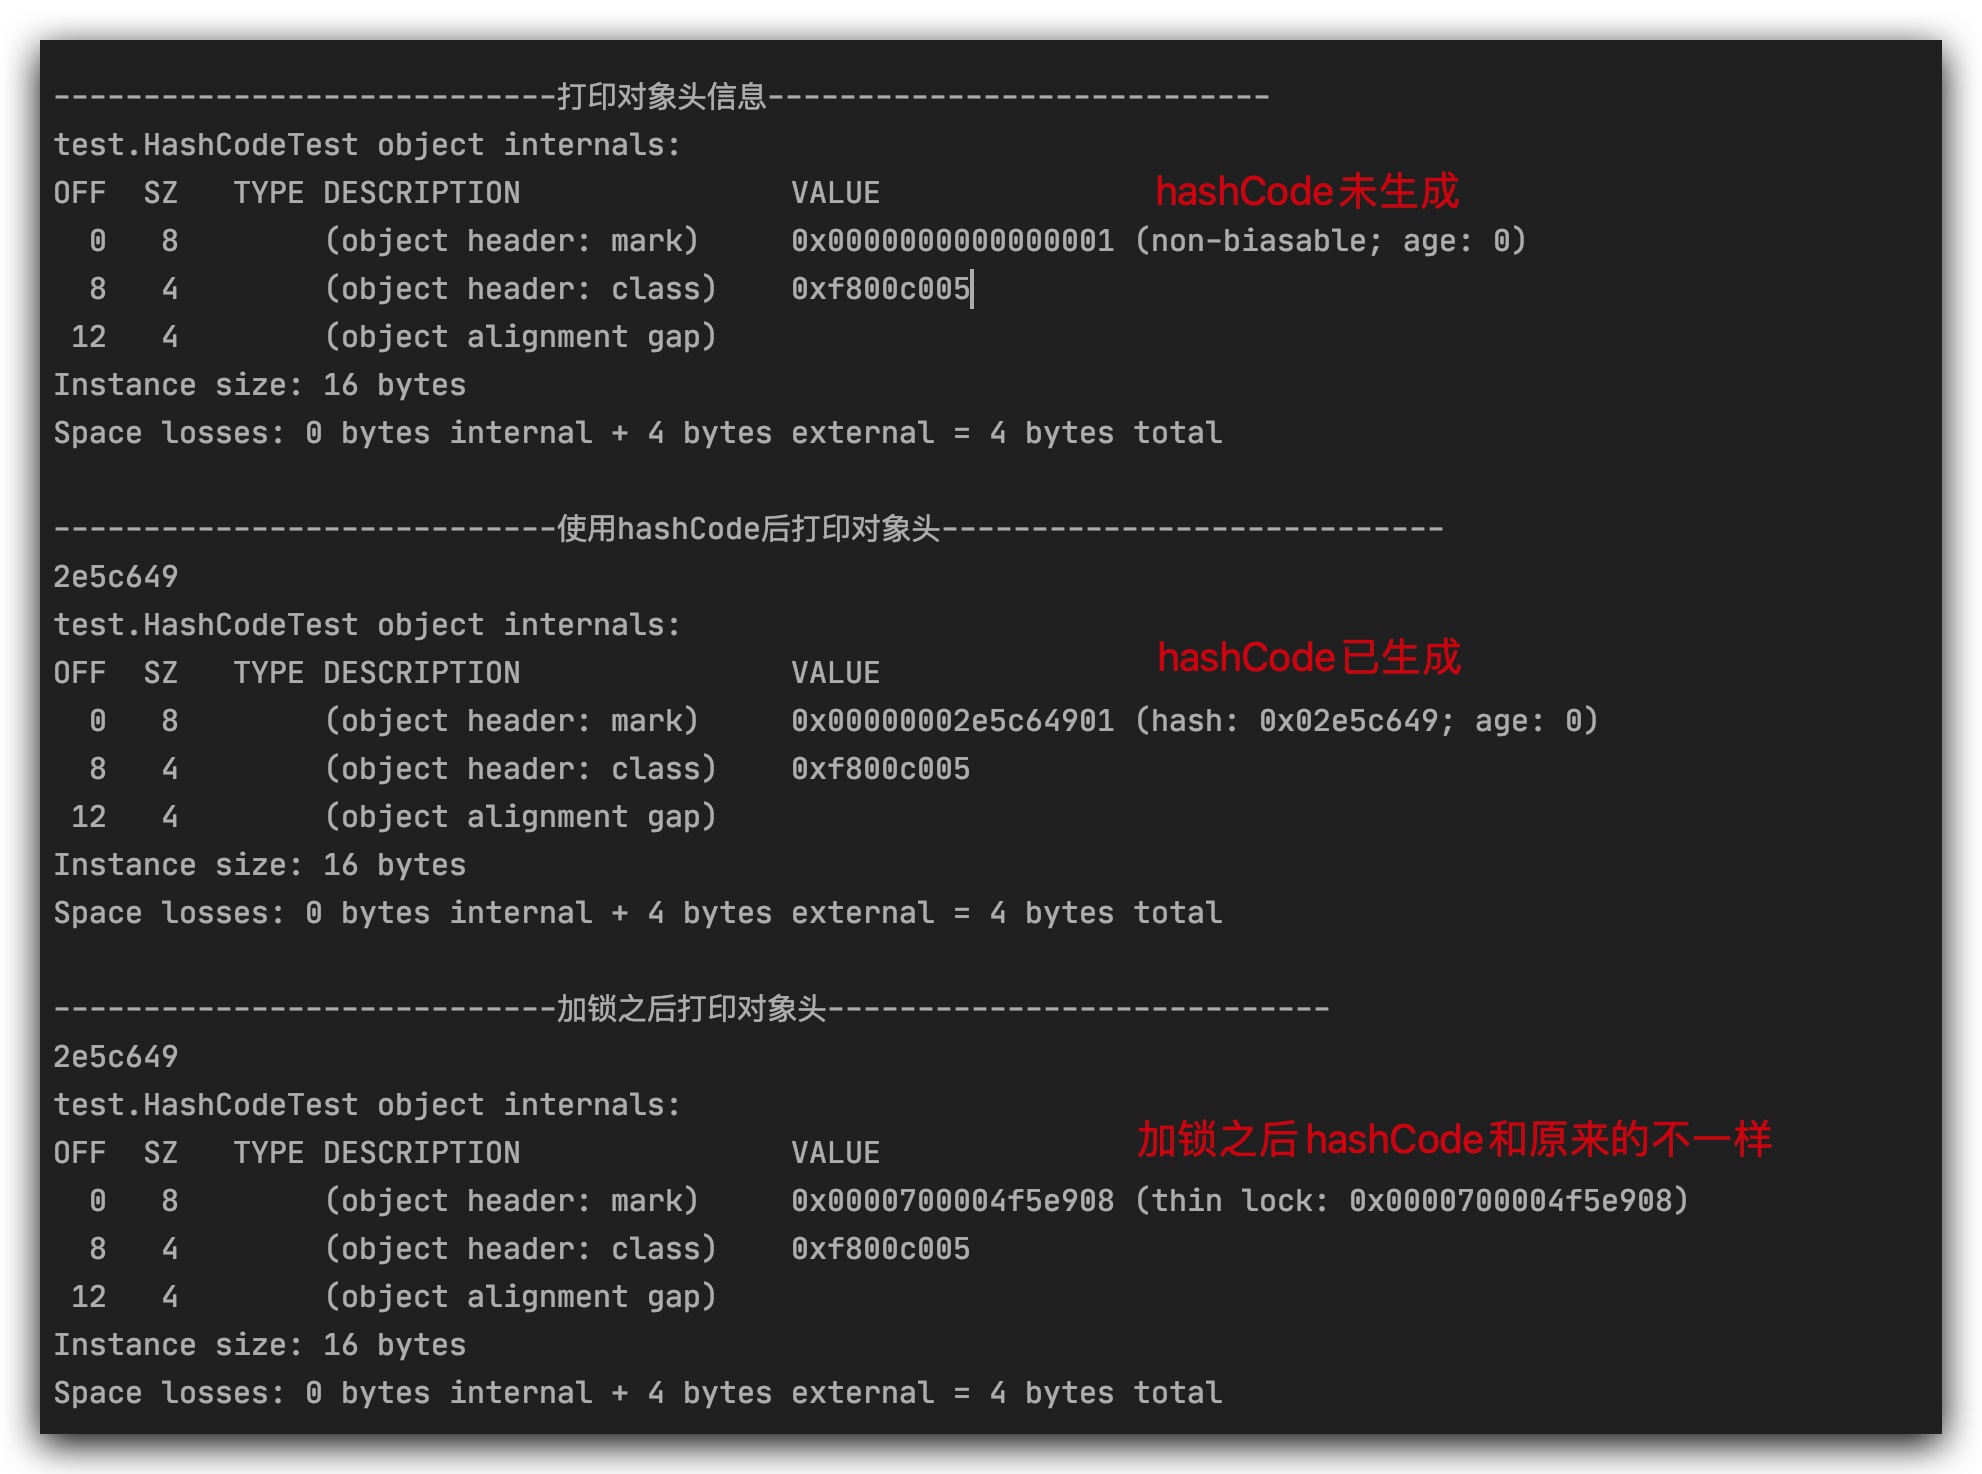 ----------------------------打印对象头信息----------------------------
test.HashCodeTest object internals:
OFF  SZ   TYPE DESCRIPTION               VALUE
hashCode未生成
  0   8        (object header: mark)     0x0000000000000001 (non-biasable; age: 0)
  8   4        (object header: class)    0xf800c005
 12   4        (object alignment gap)
Instance size: 16 bytes
Space losses: 0 bytes internal + 4 bytes external = 4 bytes total
----------------------------使用hashCode后打印对象头----------------------------
2e5c649
test.HashCodeTest object internals:
hashCode已生成
OFF  SZ   TYPE DESCRIPTION               VALUE
  0   8        (object header: mark)     0x00000002e5c64901 (hash: 0x02e5c649; age: 0)
  8   4        (object header: class)    0xf800c005
 12   4        (object alignment gap)
Instance size: 16 bytes
Space losses: 0 bytes internal + 4 bytes external = 4 bytes total
----------------------------加锁之后打印对象头----------------------------
2e5c649
test.HashCodeTest object internals:
加锁之后hashCode和原来的不一样
OFF  SZ   TYPE DESCRIPTION               VALUE
  0   8        (object header: mark)     0x0000700004f5e908 (thin lock: 0x0000700004f5e908)
  8   4        (object header: class)    0xf800c005
 12   4        (object alignment gap)
Instance size: 16 bytes
Space losses: 0 bytes internal + 4 bytes external = 4 bytes total